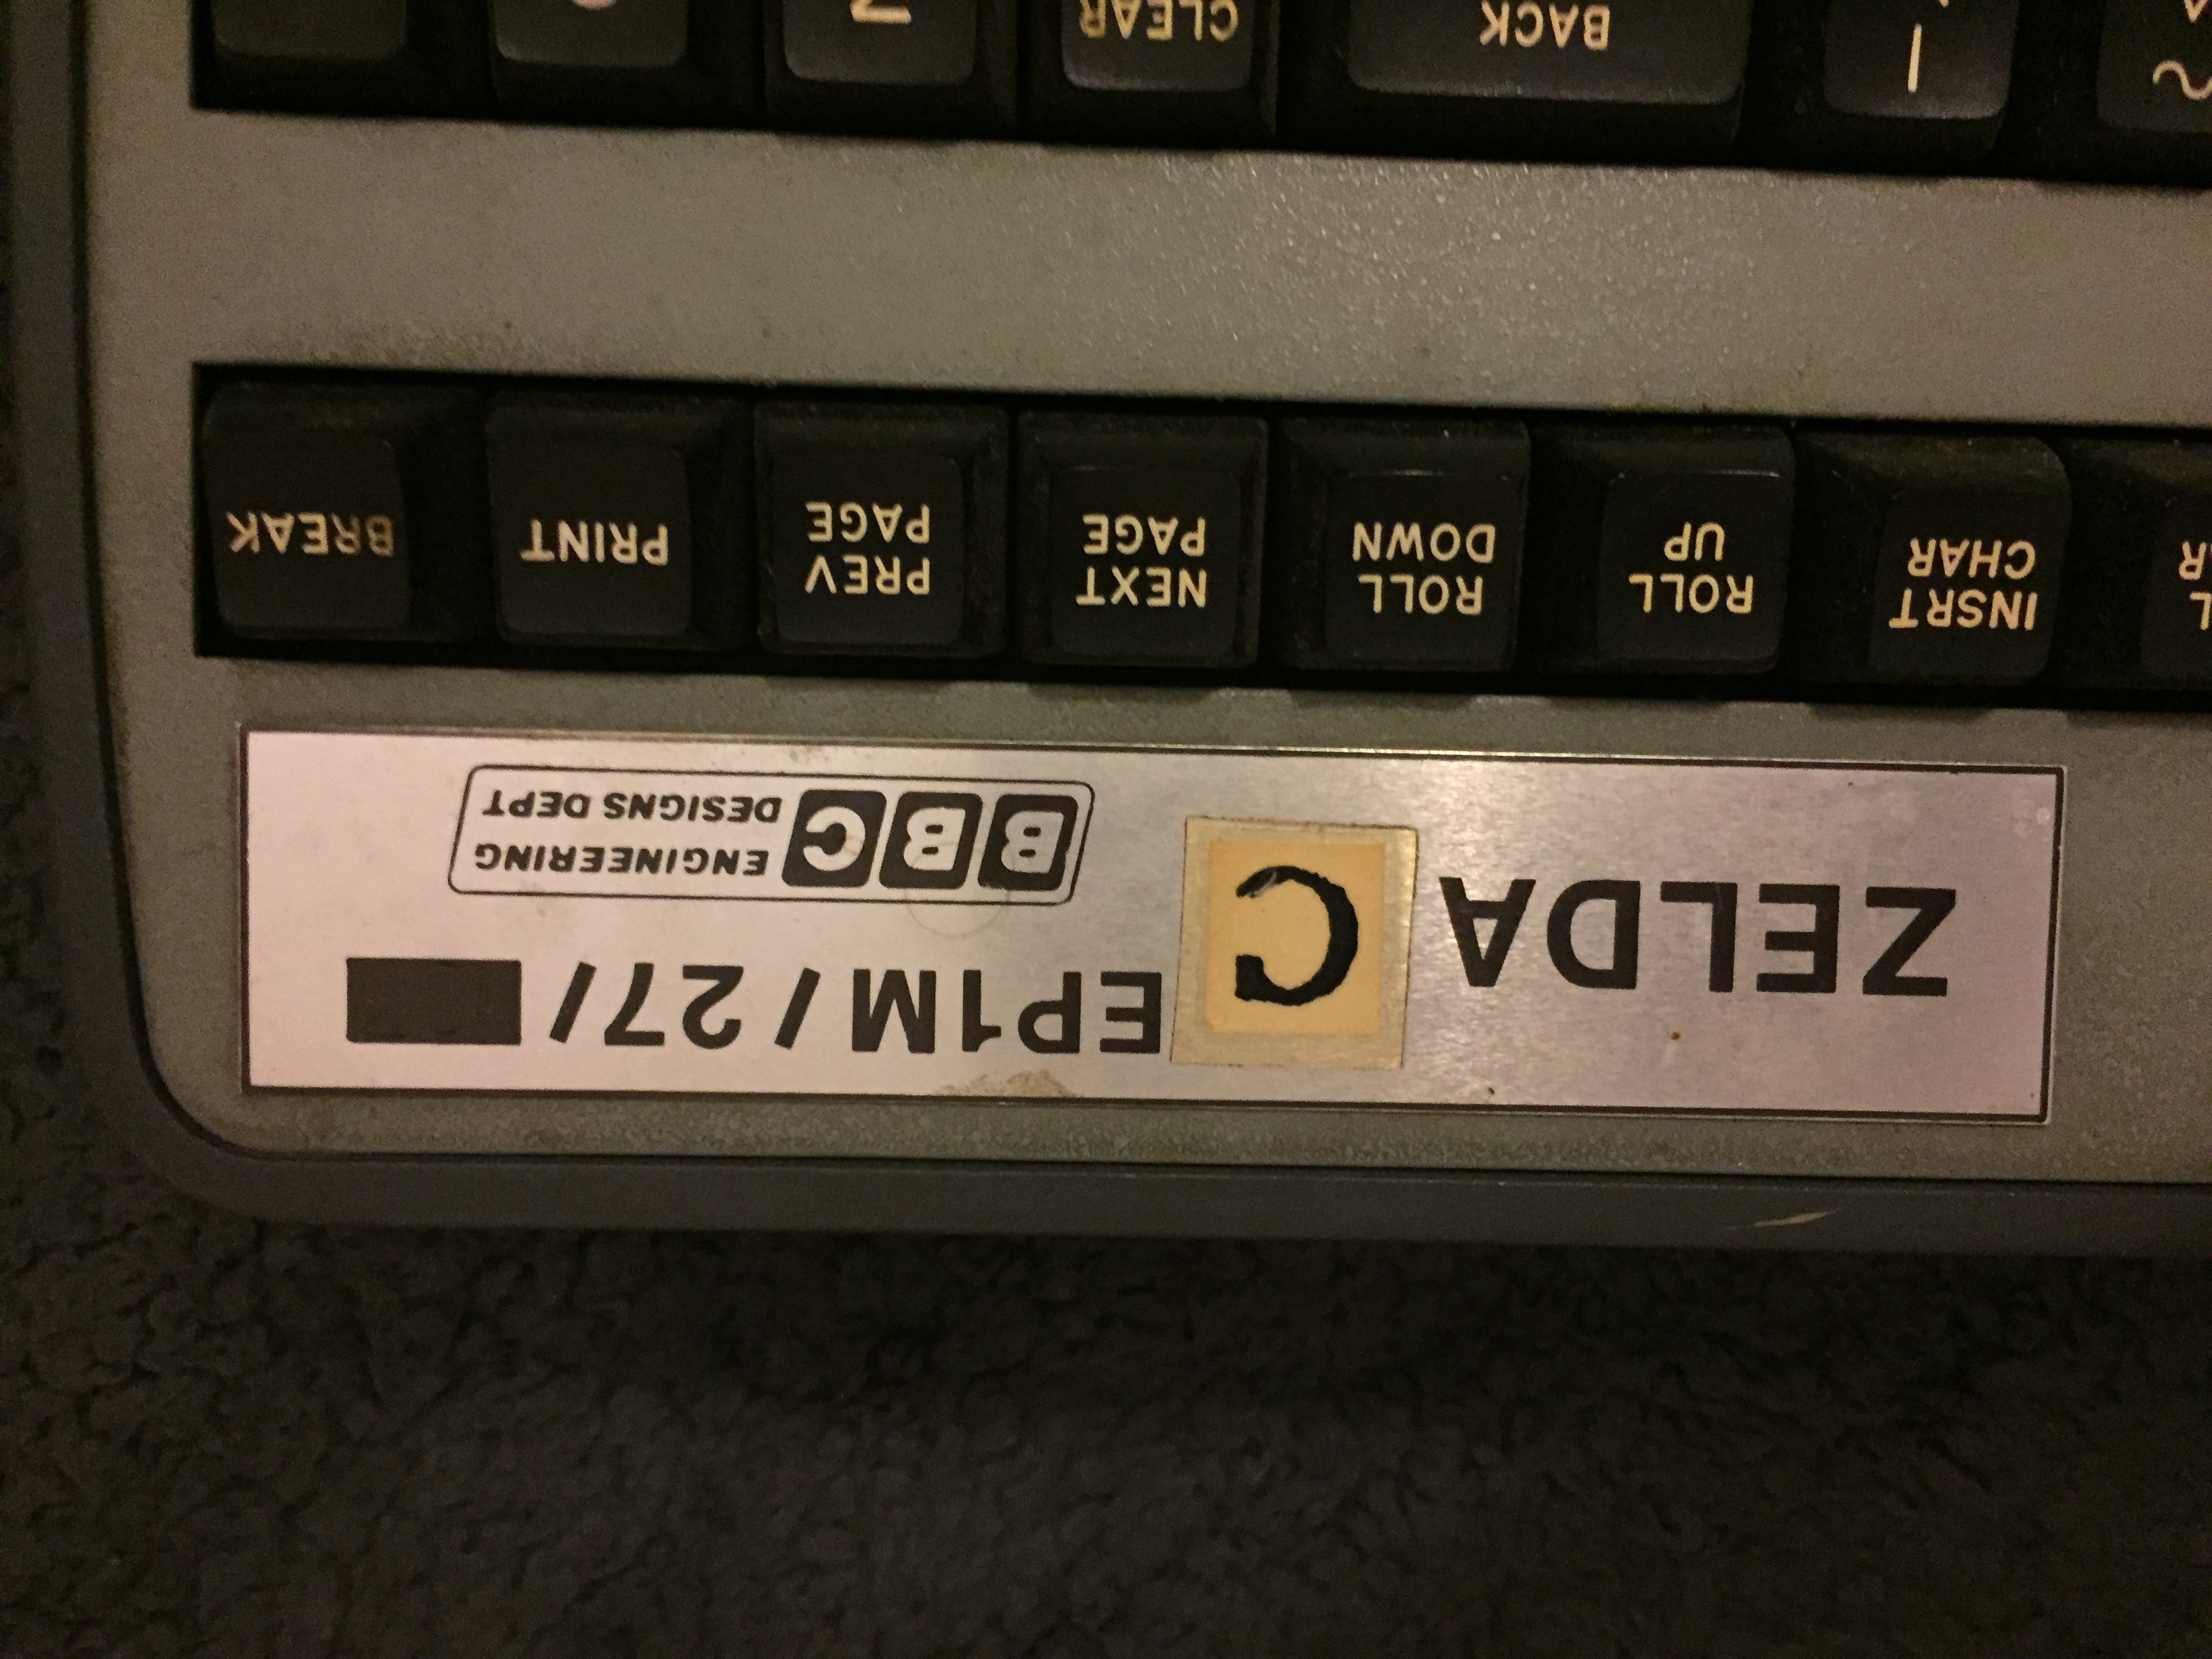 ZELDA C EP1M / 27/
BBC ENGINEERING
DESIGNS DEPT
INSRT
CHAR
ROLL
UP
ROLL
DOWN
NEXT
PAGE
PREV
PAGE
PRINT
BREAK
~
BACK
CLEAR
7